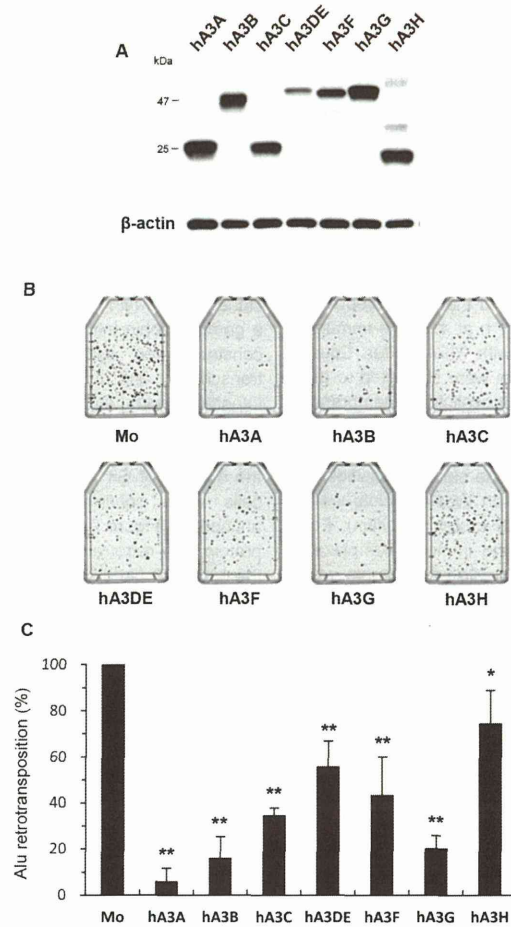 hA3A hA3B hA3C hA3DE hA3F hA3G hA3H
A
kDa
47
25
β-actin
B
Mo hA3A hA3B hA3C
hA3DE hA3F hA3G hA3H
C
Alu retrotransposition (%)
100
80
60
40
20
0
** ** ** ** ** ** *
Mo hA3A hA3B hA3C hA3DE hA3F hA3G hA3H